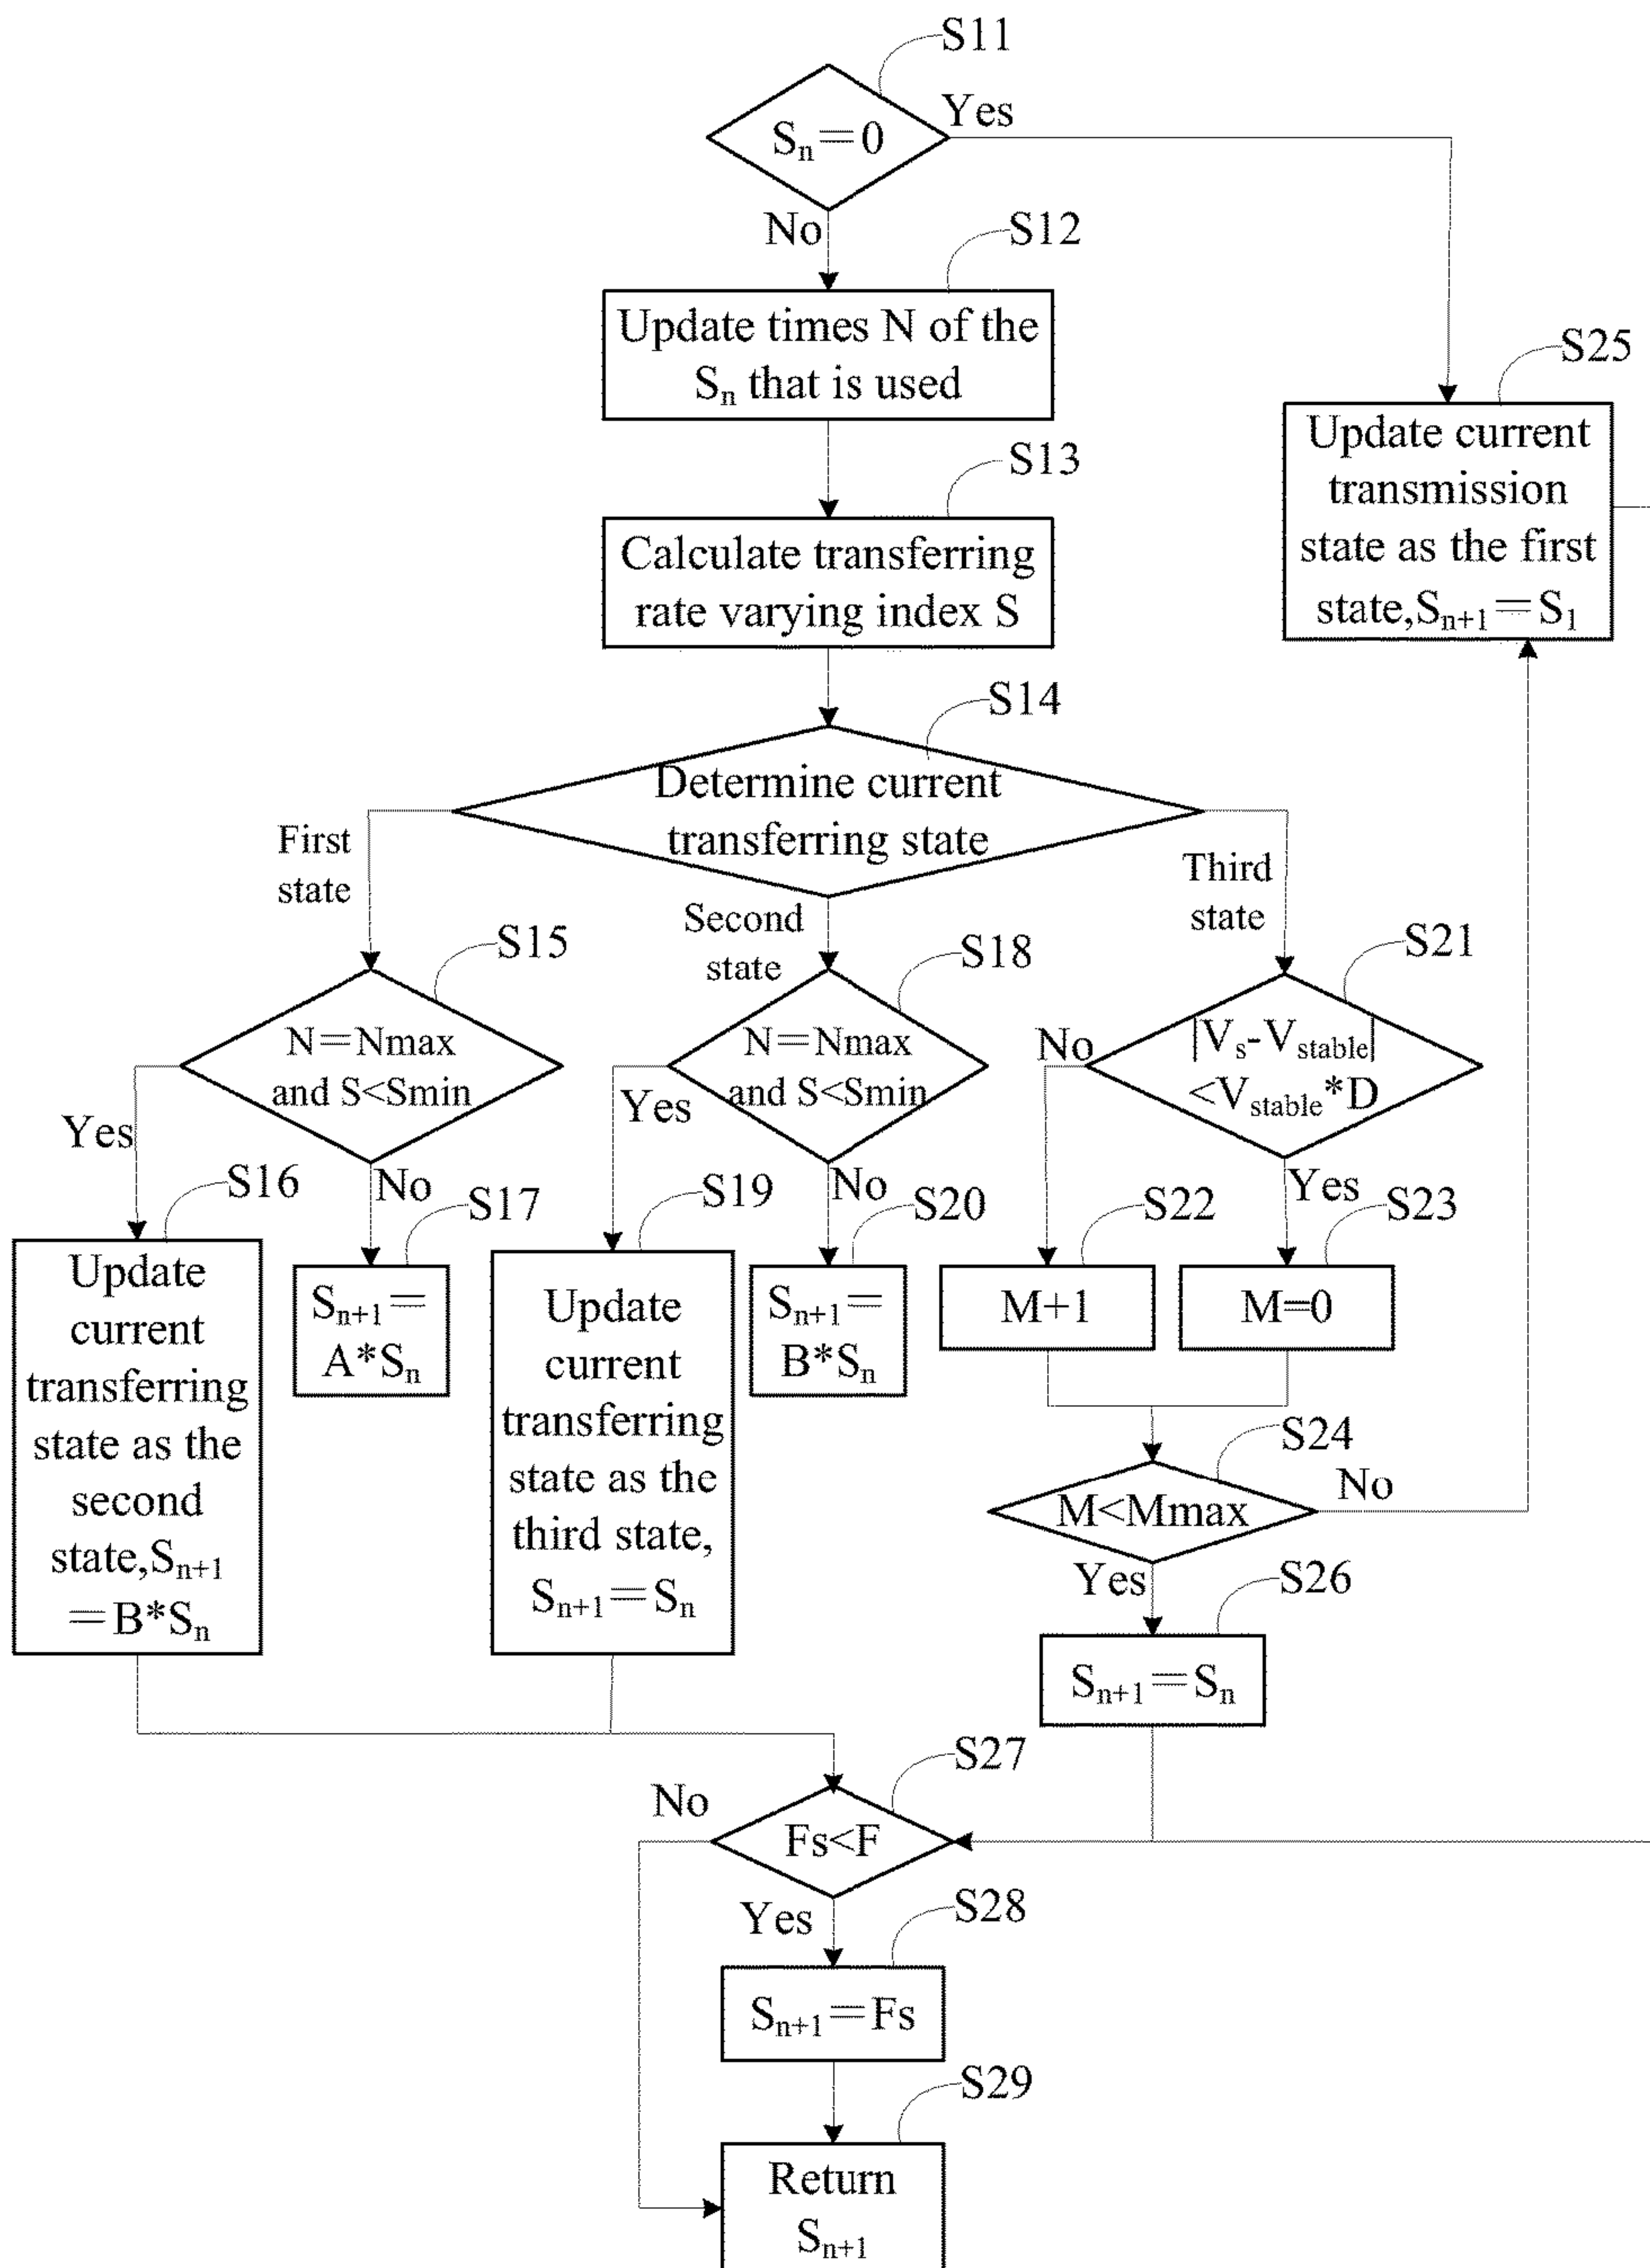 S11
Sₙ=0
Yes
No
S12
Update times N of the
Sₙ that is used
S25
Update current
transmission
state as the first
state,Sₙ₊₁=S₁
S13
Calculate transferring
rate varying index S
S14
Determine current
transferring state
First
state
Second
state
Third
state
S15
N=Nmax
and S<Smin
Yes
No
S18
N=Nmax
and S<Smin
Yes
No
S21
|Vₛ-Vstable|
<Vstable*D
No
Yes
S16
Update
current
transferring
state as the
second
state,Sₙ₊₁
=B*Sₙ
S17
Sₙ₊₁=
A*Sₙ
S19
Update
current
transferring
state as the
third state,
Sₙ₊₁=Sₙ
S20
Sₙ₊₁=
B*Sₙ
S22
M+1
S23
M=0
S24
M<Mmax
No
Yes
S26
Sₙ₊₁=Sₙ
S27
Fs<F
No
Yes
S28
Sₙ₊₁=Fs
S29
Return
Sₙ₊₁